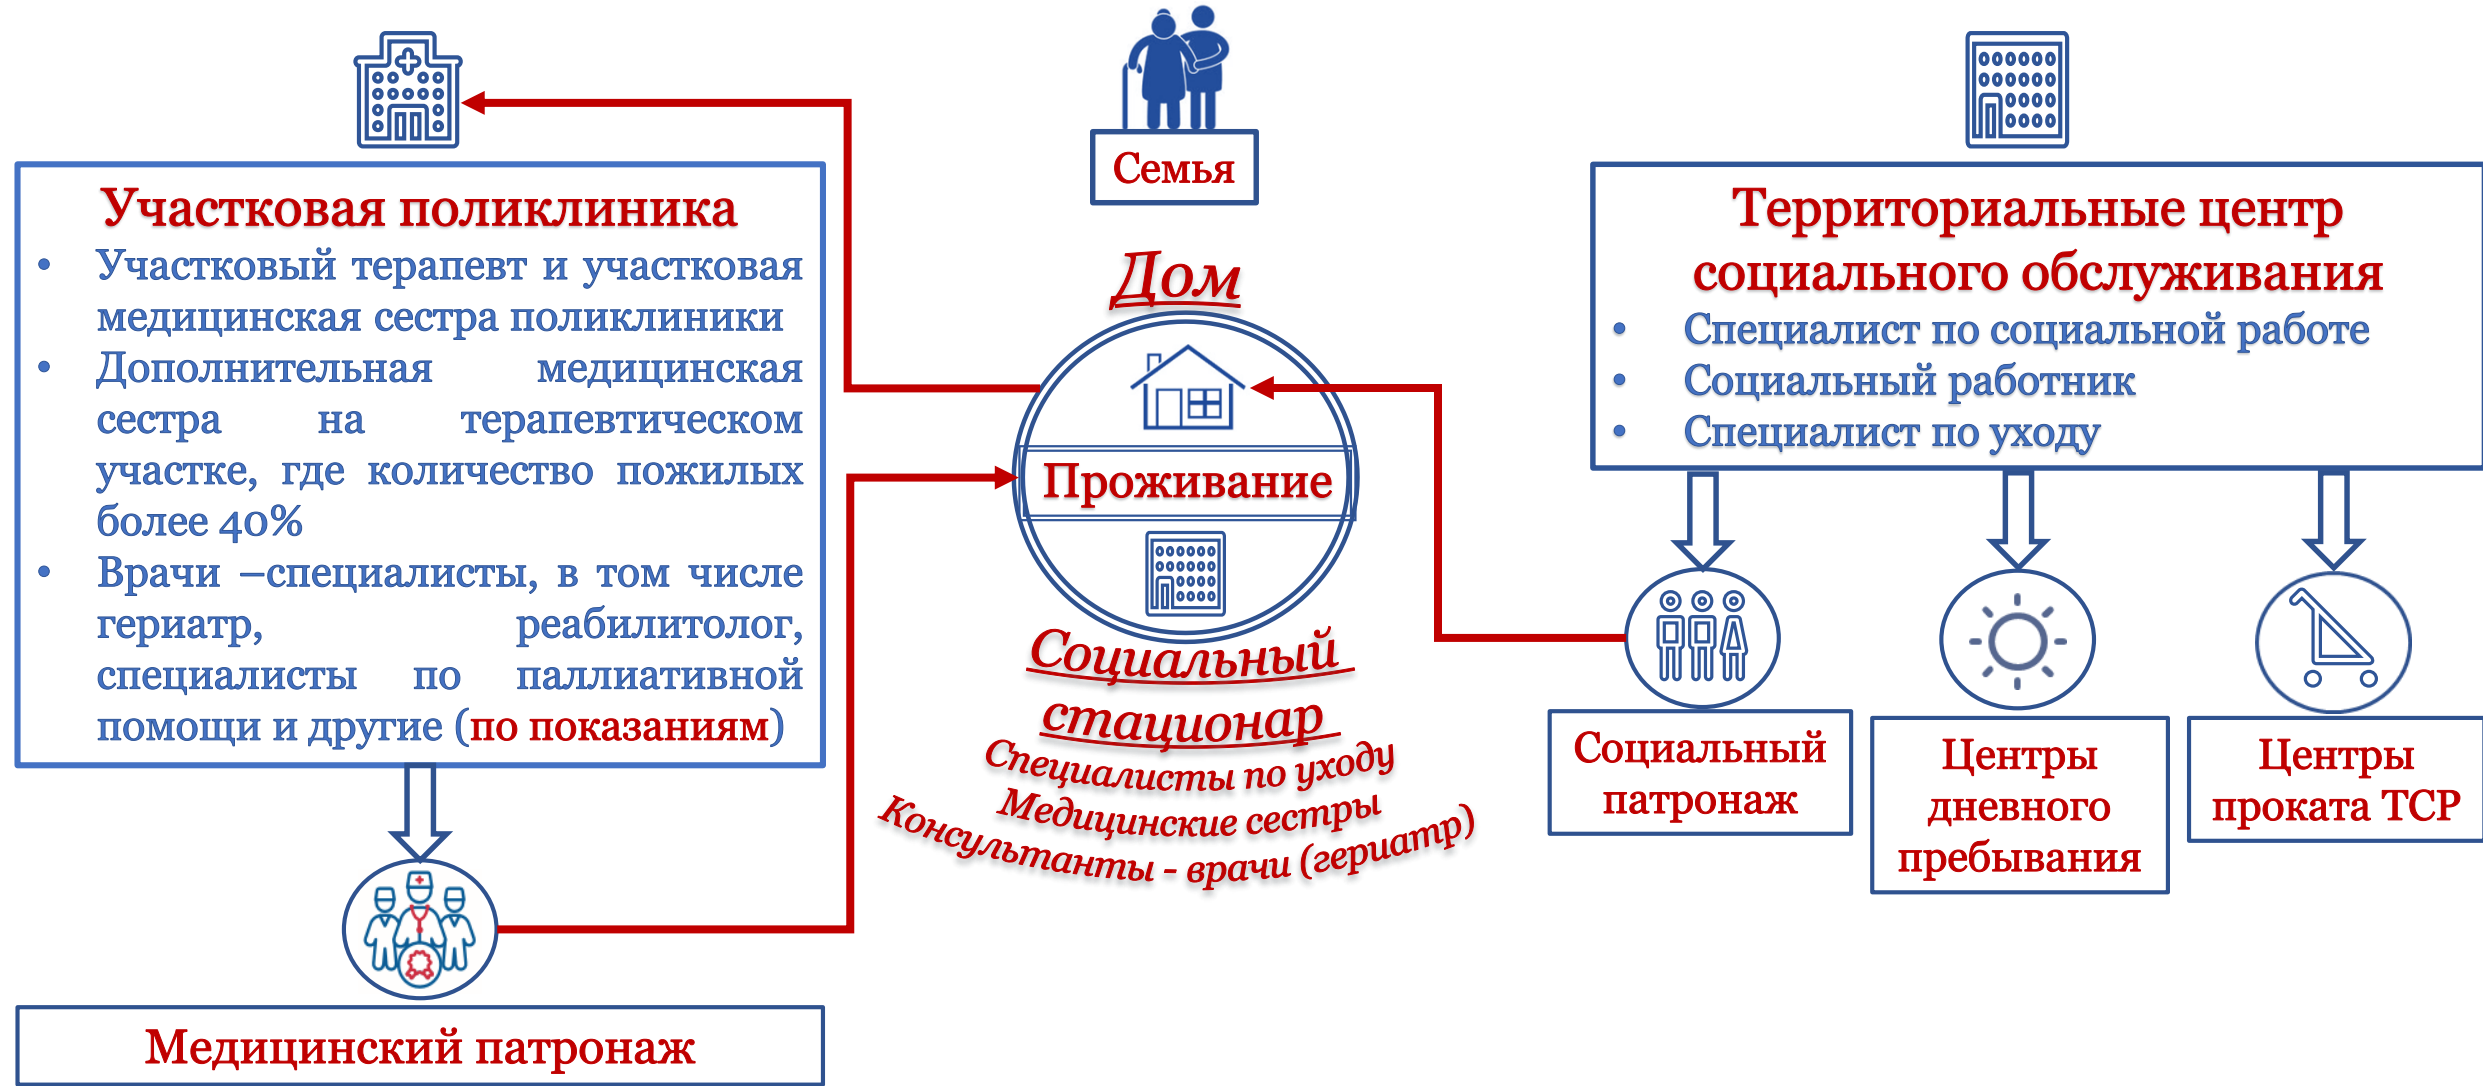 Участковая поликлиника
• Участковый терапевт и участковая
медицинская сестра поликлиники
• Дополнительная медицинская
сестра на терапевтическом
участке, где количество пожилых
более 40%
• Врачи –специалисты, в том числе
гериатр, реабилитолог,
специалисты по паллиативной
помощи и другие (по показаниям)
Медицинский патронаж
Семья
Дом
Проживание
Социальный
стационар
Специалисты по уходу
Медицинские сестры
Консультанты - врачи (гериатр)
Территориальные центр
социального обслуживания
• Специалист по социальной работе
• Социальный работник
• Специалист по уходу
Социальный
патронаж
Центры
дневного
пребывания
Центры
проката ТСР